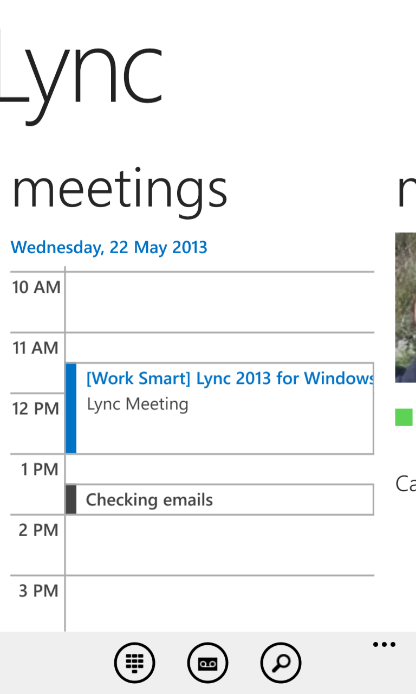 Lync
meetings
Wednesday, 22 May 2013
10 AM
11 AM
[Work Smart] Lync 2013 for Windows
Lync Meeting
12 PM
1 PM
Checking emails
2 PM
3 PM